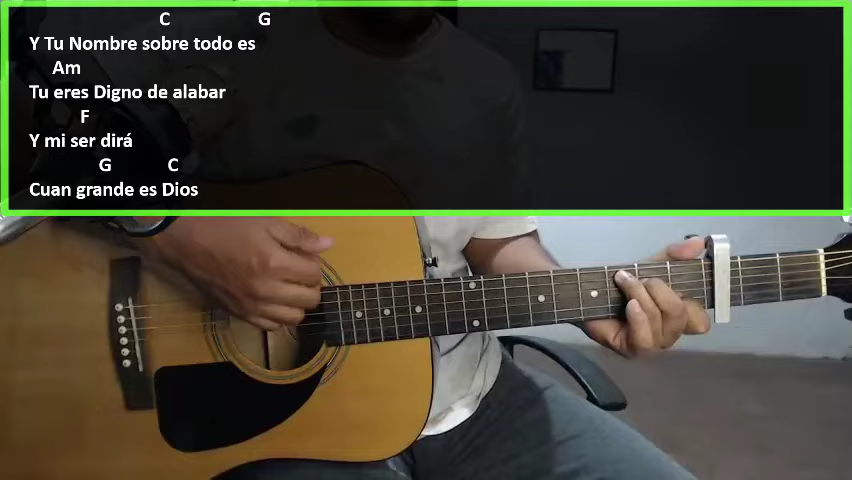 C G
Y Tu Nombre sobre todo es
Am
Tu eres Digno de alabar
F
Y mi ser dirá
G C
Cuan grande es Dios